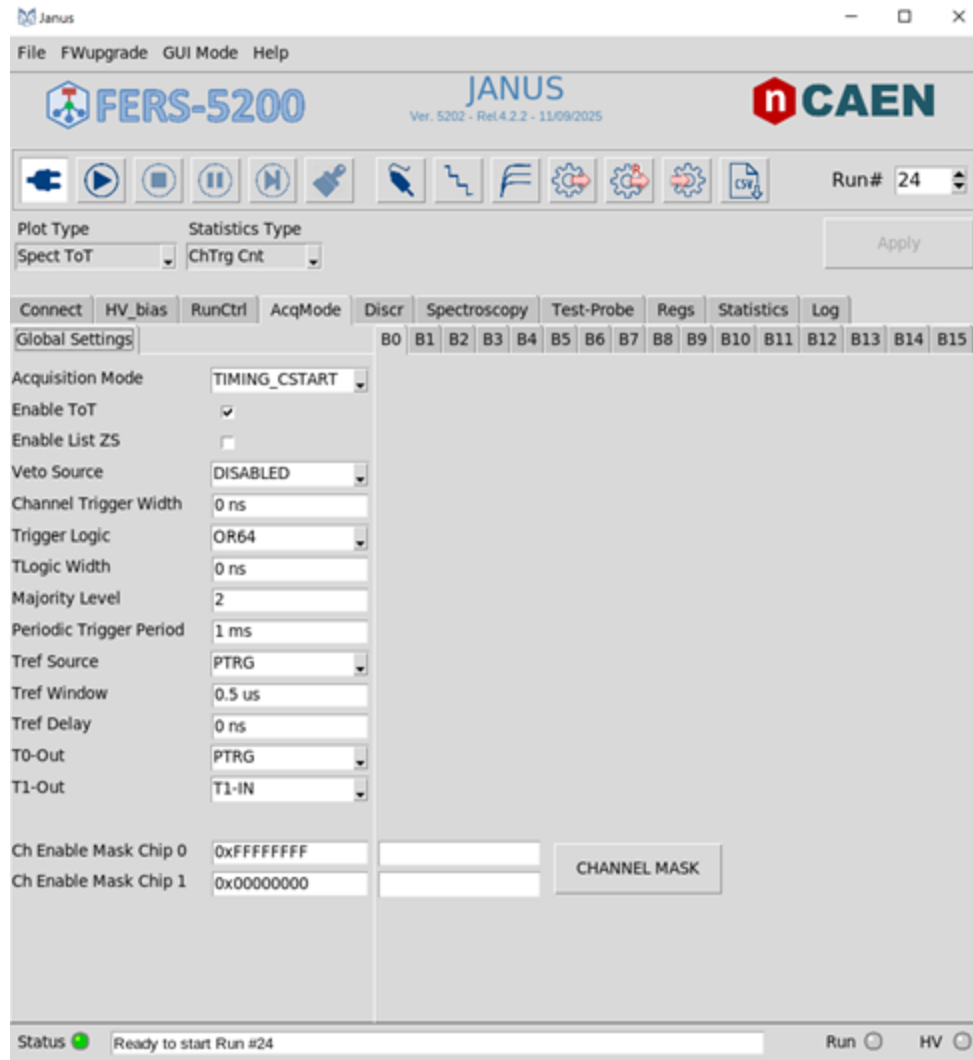 Janus
File FWupgrade GUI Mode Help
FERS-5200
JANUS
Ver. 5202 - Rel.4.2.2 - 11/09/2025
n CAEN
CSV
Run# 24
Plot Type Statistics Type
Spect ToT ChTrg Cnt
Apply
Connect HV_bias RunCtrl AcqMode Discr Spectroscopy Test-Probe Regs Statistics Log
Global Settings B0 B1 B2 B3 B4 B5 B6 B7 B8 B9 B10 B11 B12 B13 B14 B15
Acquisition Mode TIMING_CSTART
Enable ToT
Enable List ZS
Veto Source DISABLED
Channel Trigger Width 0 ns
Trigger Logic OR64
TLogic Width 0 ns
Majority Level 2
Periodic Trigger Period 1 ms
Tref Source PTRG
Tref Window 0.5 us
Tref Delay 0 ns
T0-Out PTRG
T1-Out T1-IN
Ch Enable Mask Chip 0 0xFFFFFFFF
CHANNEL MASK
Ch Enable Mask Chip 1 0x00000000
Status Ready to start Run #24 Run HV